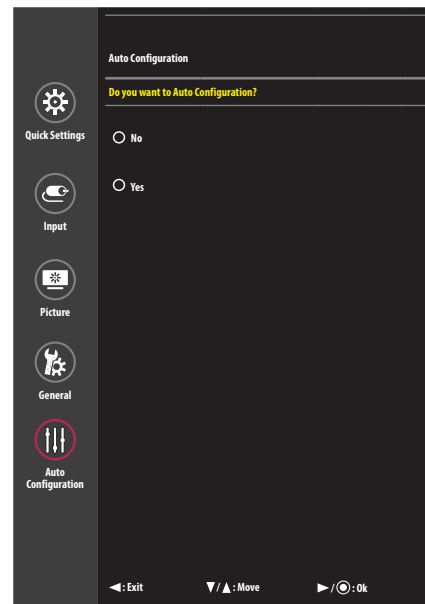 Auto Configuration
Do you want to Auto Configuration?
No
Yes
Quick Settings
Input
Picture
General
Auto
Configuration
◄ : Exit
▼/▲ : Move
►/◉ : Ok